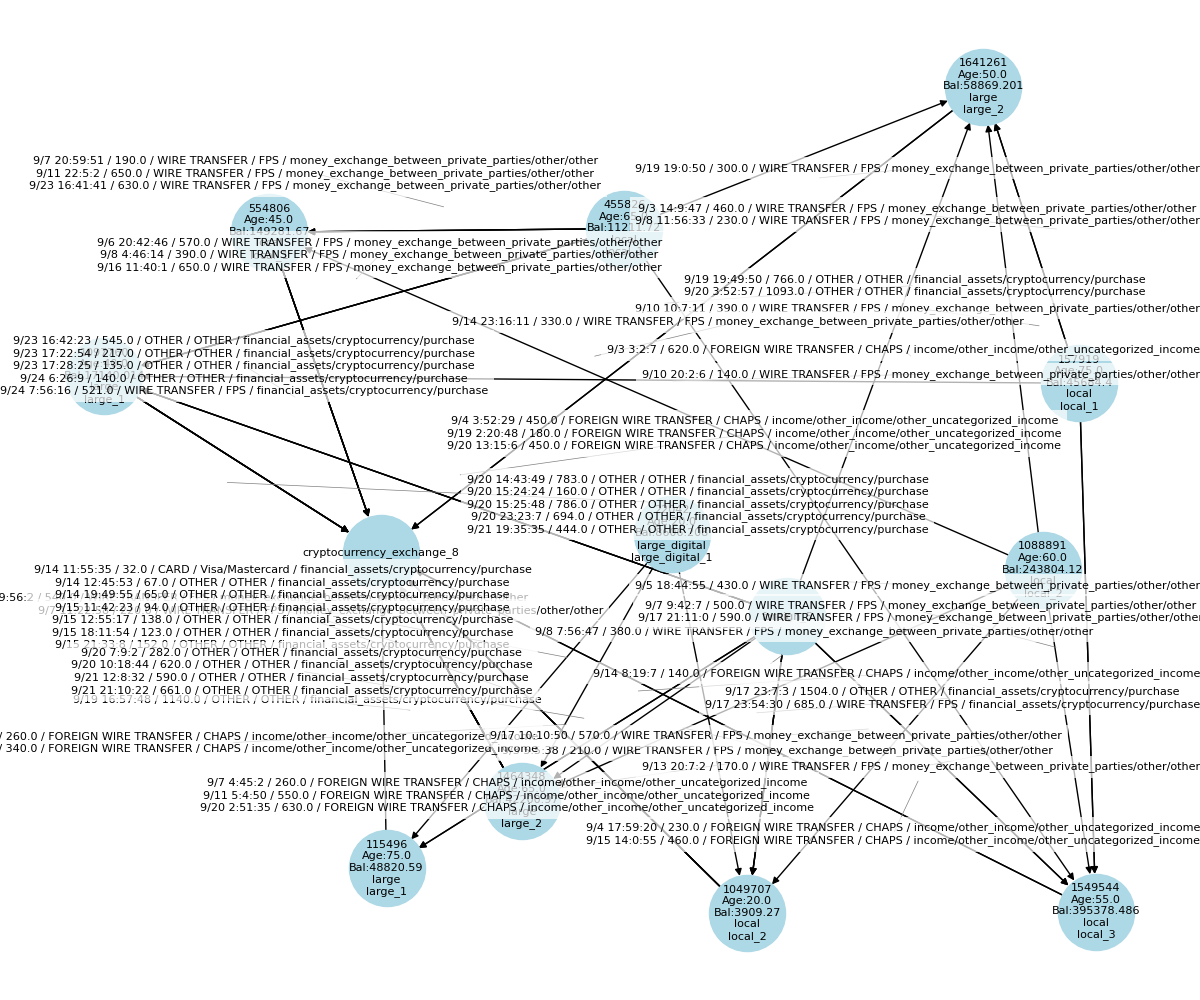 1641261
Age:50.0
Bal:58869.201
large
large_2
9/7 20:59:51 / 190.0 / WIRE TRANSFER / FPS / money_exchange_between_private_parties/other/other
9/11 22:5:2 / 650.0 / WIRE TRANSFER / FPS / money_exchange_between_private_parties/other/other
9/23 16:41:41 / 630.0 / WIRE TRANSFER / FPS / money_exchange_between_private_parties/other/other
9/19 19:0:50 / 300.0 / WIRE TRANSFER / FPS / money_exchange_between_private_parties/other/other
554806
Age:45.0
Bal:149281.67
9/3 14:9:47 / 460.0 / WIRE TRANSFER / FPS / money_exchange_between_private_parties/other/other
9/8 11:56:33 / 230.0 / WIRE TRANSFER / FPS / money_exchange_between_private_parties/other/other
9/6 20:42:46 / 570.0 / WIRE TRANSFER / FPS / money_exchange_between_private_parties/other/other
9/8 4:46:14 / 390.0 / WIRE TRANSFER / FPS / money_exchange_between_private_parties/other/other
9/16 11:40:1 / 650.0 / WIRE TRANSFER / FPS / money_exchange_between_private_parties/other/other
9/19 19:49:50 / 766.0 / OTHER / OTHER / financial_assets/cryptocurrency/purchase
9/20 3:52:57 / 1093.0 / OTHER / OTHER / financial_assets/cryptocurrency/purchase
9/10 10:7:11 / 390.0 / WIRE TRANSFER / FPS / money_exchange_between_private_parties/other/other
9/14 23:16:11 / 330.0 / WIRE TRANSFER / FPS / money_exchange_between_private_parties/other/other
9/23 16:42:23 / 545.0 / OTHER / OTHER / financial_assets/cryptocurrency/purchase
9/23 17:22:54 / 217.0 / OTHER / OTHER / financial_assets/cryptocurrency/purchase
9/23 17:28:25 / 135.0 / OTHER / OTHER / financial_assets/cryptocurrency/purchase
9/24 6:26:9 / 140.0 / OTHER / OTHER / financial_assets/cryptocurrency/purchase
9/24 7:56:16 / 521.0 / WIRE TRANSFER / FPS / financial_assets/cryptocurrency/purchase
large_1
9/3 3:2:7 / 620.0 / FOREIGN WIRE TRANSFER / CHAPS / income/other_income/other_uncategorized_income
157919
Age:75.0
9/10 20:2:6 / 140.0 / WIRE TRANSFER / FPS / money_exchange_between_private_parties/other/other
local
local_1
9/4 3:52:29 / 450.0 / FOREIGN WIRE TRANSFER / CHAPS / income/other_income/other_uncategorized_income
9/19 2:20:48 / 180.0 / FOREIGN WIRE TRANSFER / CHAPS / income/other_income/other_uncategorized_income
9/20 13:15:6 / 450.0 / FOREIGN WIRE TRANSFER / CHAPS / income/other_income/other_uncategorized_income
9/20 14:43:49 / 783.0 / OTHER / OTHER / financial_assets/cryptocurrency/purchase
9/20 15:24:24 / 160.0 / OTHER / OTHER / financial_assets/cryptocurrency/purchase
9/20 15:25:48 / 786.0 / OTHER / OTHER / financial_assets/cryptocurrency/purchase
9/20 23:23:7 / 694.0 / OTHER / OTHER / financial_assets/cryptocurrency/purchase
9/21 19:35:35 / 444.0 / OTHER / OTHER / financial_assets/cryptocurrency/purchase
large_digital
large_digital_1
cryptocurrency_exchange_8
1088891
Age:60.0
Bal:243804.12
local
local_2
9/14 11:55:35 / 32.0 / CARD / Visa/Mastercard / financial_assets/cryptocurrency/purchase
9/14 12:45:53 / 67.0 / OTHER / OTHER / financial_assets/cryptocurrency/purchase
9/14 19:49:55 / 65.0 / OTHER / OTHER / financial_assets/cryptocurrency/purchase
9/15 11:42:23 / 94.0 / OTHER / OTHER / financial_assets/cryptocurrency/purchase
9/15 12:55:17 / 138.0 / OTHER / OTHER / financial_assets/cryptocurrency/purchase
9/15 18:11:54 / 123.0 / OTHER / OTHER / financial_assets/cryptocurrency/purchase
9/15 21:33:8 / 152.0 / OTHER / OTHER / financial_assets/cryptocurrency/purchase
9/20 7:9:2 / 282.0 / OTHER / OTHER / financial_assets/cryptocurrency/purchase
9/20 10:18:44 / 620.0 / OTHER / OTHER / financial_assets/cryptocurrency/purchase
9/21 12:8:32 / 590.0 / OTHER / OTHER / financial_assets/cryptocurrency/purchase
9/21 21:10:22 / 661.0 / OTHER / OTHER / financial_assets/cryptocurrency/purchase
9/19 16:57:48 / 1140.0 / OTHER / OTHER / financial_assets/cryptocurrency/purchase
9/5 18:44:55 / 430.0 / WIRE TRANSFER / FPS / money_exchange_between_private_parties/other/other
9/7 9:42:7 / 500.0 / WIRE TRANSFER / FPS / money_exchange_between_private_parties/other/other
9/17 21:11:0 / 590.0 / WIRE TRANSFER / FPS / money_exchange_between_private_parties/other/other
9/8 7:56:47 / 380.0 / WIRE TRANSFER / FPS / money_exchange_between_private_parties/other/other
9/14 8:19:7 / 140.0 / FOREIGN WIRE TRANSFER / CHAPS / income/other_income/other_uncategorized_income
9/17 23:7:3 / 1504.0 / OTHER / OTHER / financial_assets/cryptocurrency/purchase
9/17 23:54:30 / 685.0 / WIRE TRANSFER / FPS / financial_assets/cryptocurrency/purchase
/ 260.0 / FOREIGN WIRE TRANSFER / CHAPS / income/other_income/other_uncategorized_income
/ 340.0 / FOREIGN WIRE TRANSFER / CHAPS / income/other_income/other_uncategorized_income
9/17 10:10:50 / 570.0 / WIRE TRANSFER / FPS / money_exchange_between_private_parties/other/other
/ 210.0 / WIRE TRANSFER / FPS / money_exchange_between_private_parties/other/other
9/13 20:7:2 / 170.0 / WIRE TRANSFER / FPS / money_exchange_between_private_parties/other/other
9/7 4:45:2 / 260.0 / FOREIGN WIRE TRANSFER / CHAPS / income/other_income/other_uncategorized_income
9/11 5:4:50 / 550.0 / FOREIGN WIRE TRANSFER / CHAPS / income/other_income/other_uncategorized_income
9/20 2:51:35 / 630.0 / FOREIGN WIRE TRANSFER / CHAPS / income/other_income/other_uncategorized_income
large_2
9/4 17:59:20 / 230.0 / FOREIGN WIRE TRANSFER / CHAPS / income/other_income/other_uncategorized_income
9/15 14:0:55 / 460.0 / FOREIGN WIRE TRANSFER / CHAPS / income/other_income/other_uncategorized_income
115496
Age:75.0
Bal:48820.59
large
large_1
1049707
Age:20.0
Bal:3909.27
local
local_2
1549544
Age:55.0
Bal:395378.486
local
local_3